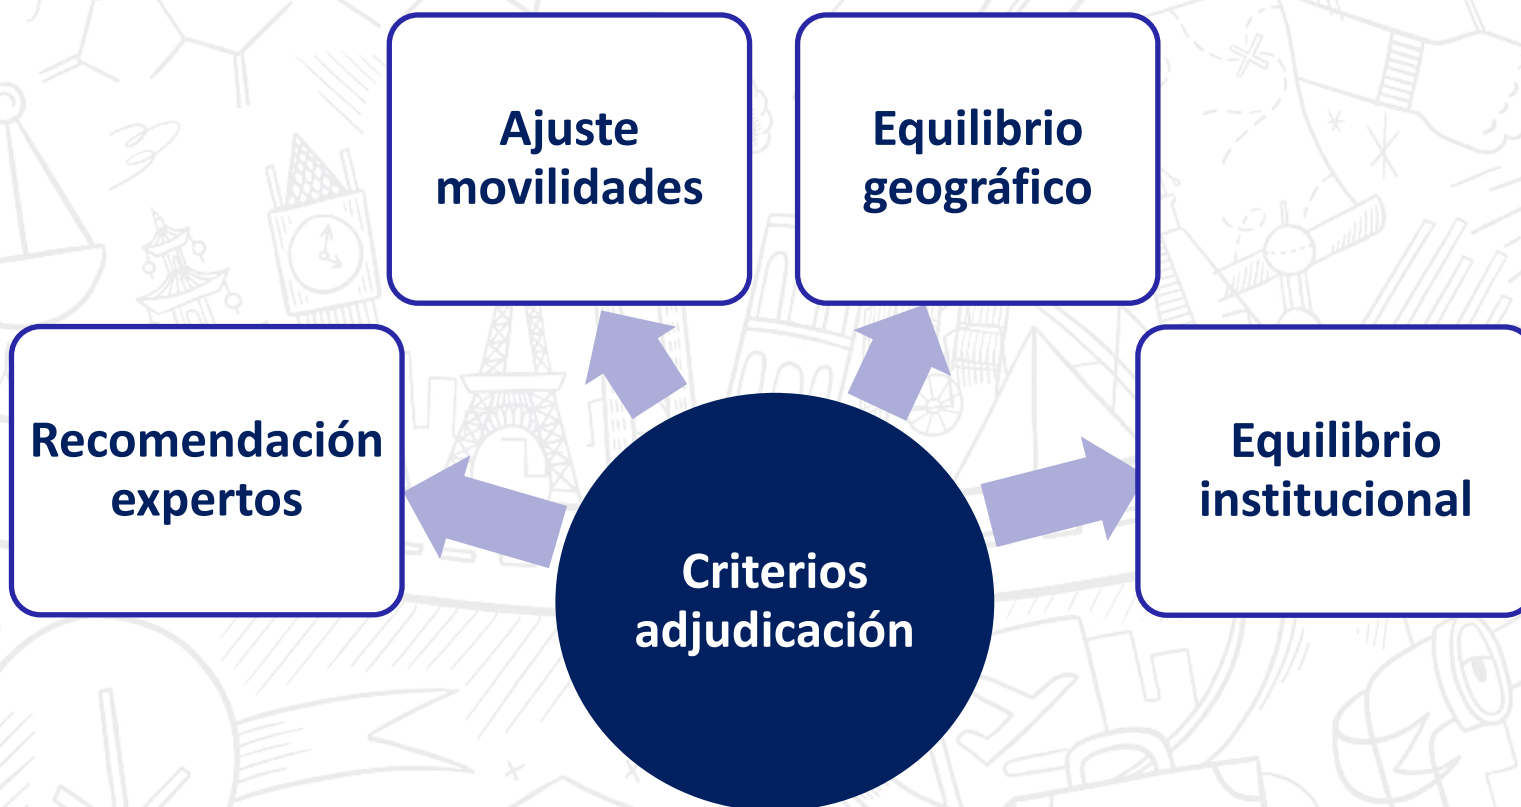 Ajuste
movilidades
Equilibrio
geográfico
Recomendación
expertos
Equilibrio
institucional
Criterios
adjudicación